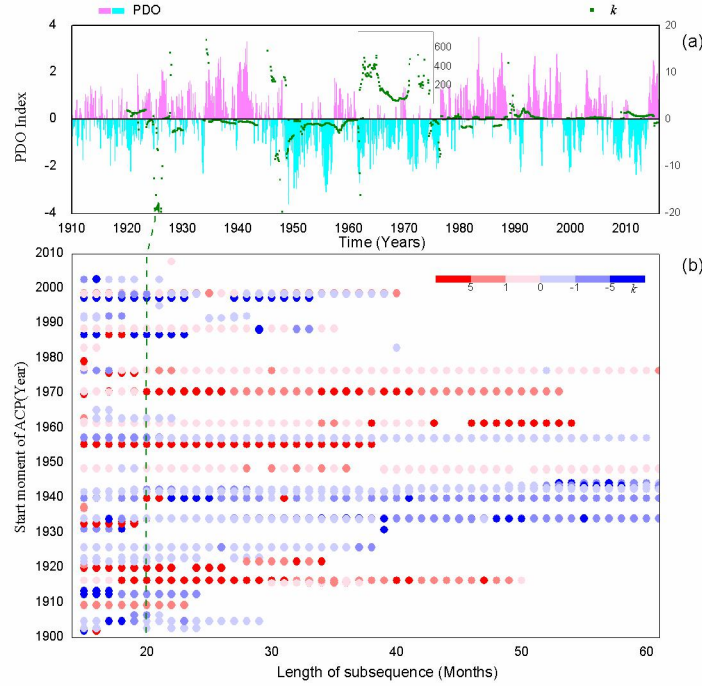 PDO
k
(a)
4
2
0
-2
-4
PDO Index
600
400
200
20
10
0
-10
-20
1910 1920 1930 1940 1950 1960 1970 1980 1990 2000 2010
Time (Years)
(b)
5 1 0 -1 -5 k
2010
2000
1990
1980
1970
1960
1950
1940
1930
1920
1910
1900
Start moment of ACP(Year)
20 30 40 50 60
Length of subsequence (Months)